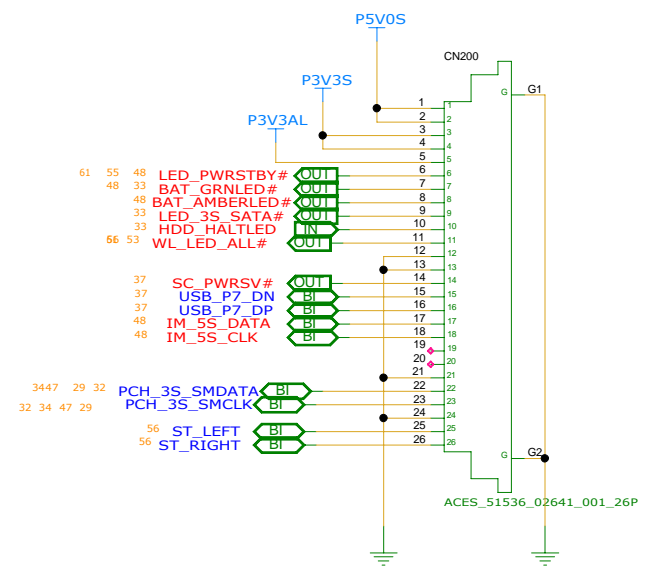 P5V0S
CN200
P3V3S
G G1
P3V3AL
1 1
2 2
3 3
4 4
5 5
61 55 48 LED_PWRSTBY# OUT 6 6
48 33 BAT_GRNLED# OUT 7 7
48 BAT_AMBERLED# OUT 8 8
33 LED_3S_SATA# OUT 9 9
33 HDD_HALTLED IN 10 10
53 WL_LED_ALL# OUT 11 11
12 12
13 13
37 SC_PWRSV# OUT 14 14
37 USB_P7_DN BI 15 15
37 USB_P7_DP BI 16 16
48 IM_5S_DATA BI 17 17
48 IM_5S_CLK BI 18 18
19 19
20 20
21 21
3447 29 32 PCH_3S_SMDATA BI 22 22
32 34 47 29 PCH_3S_SMCLK BI 23 23
24 24
56 ST_LEFT BI 25 25
56 ST_RIGHT BI 26 26
G G2
ACES_51536_02641_001_26P